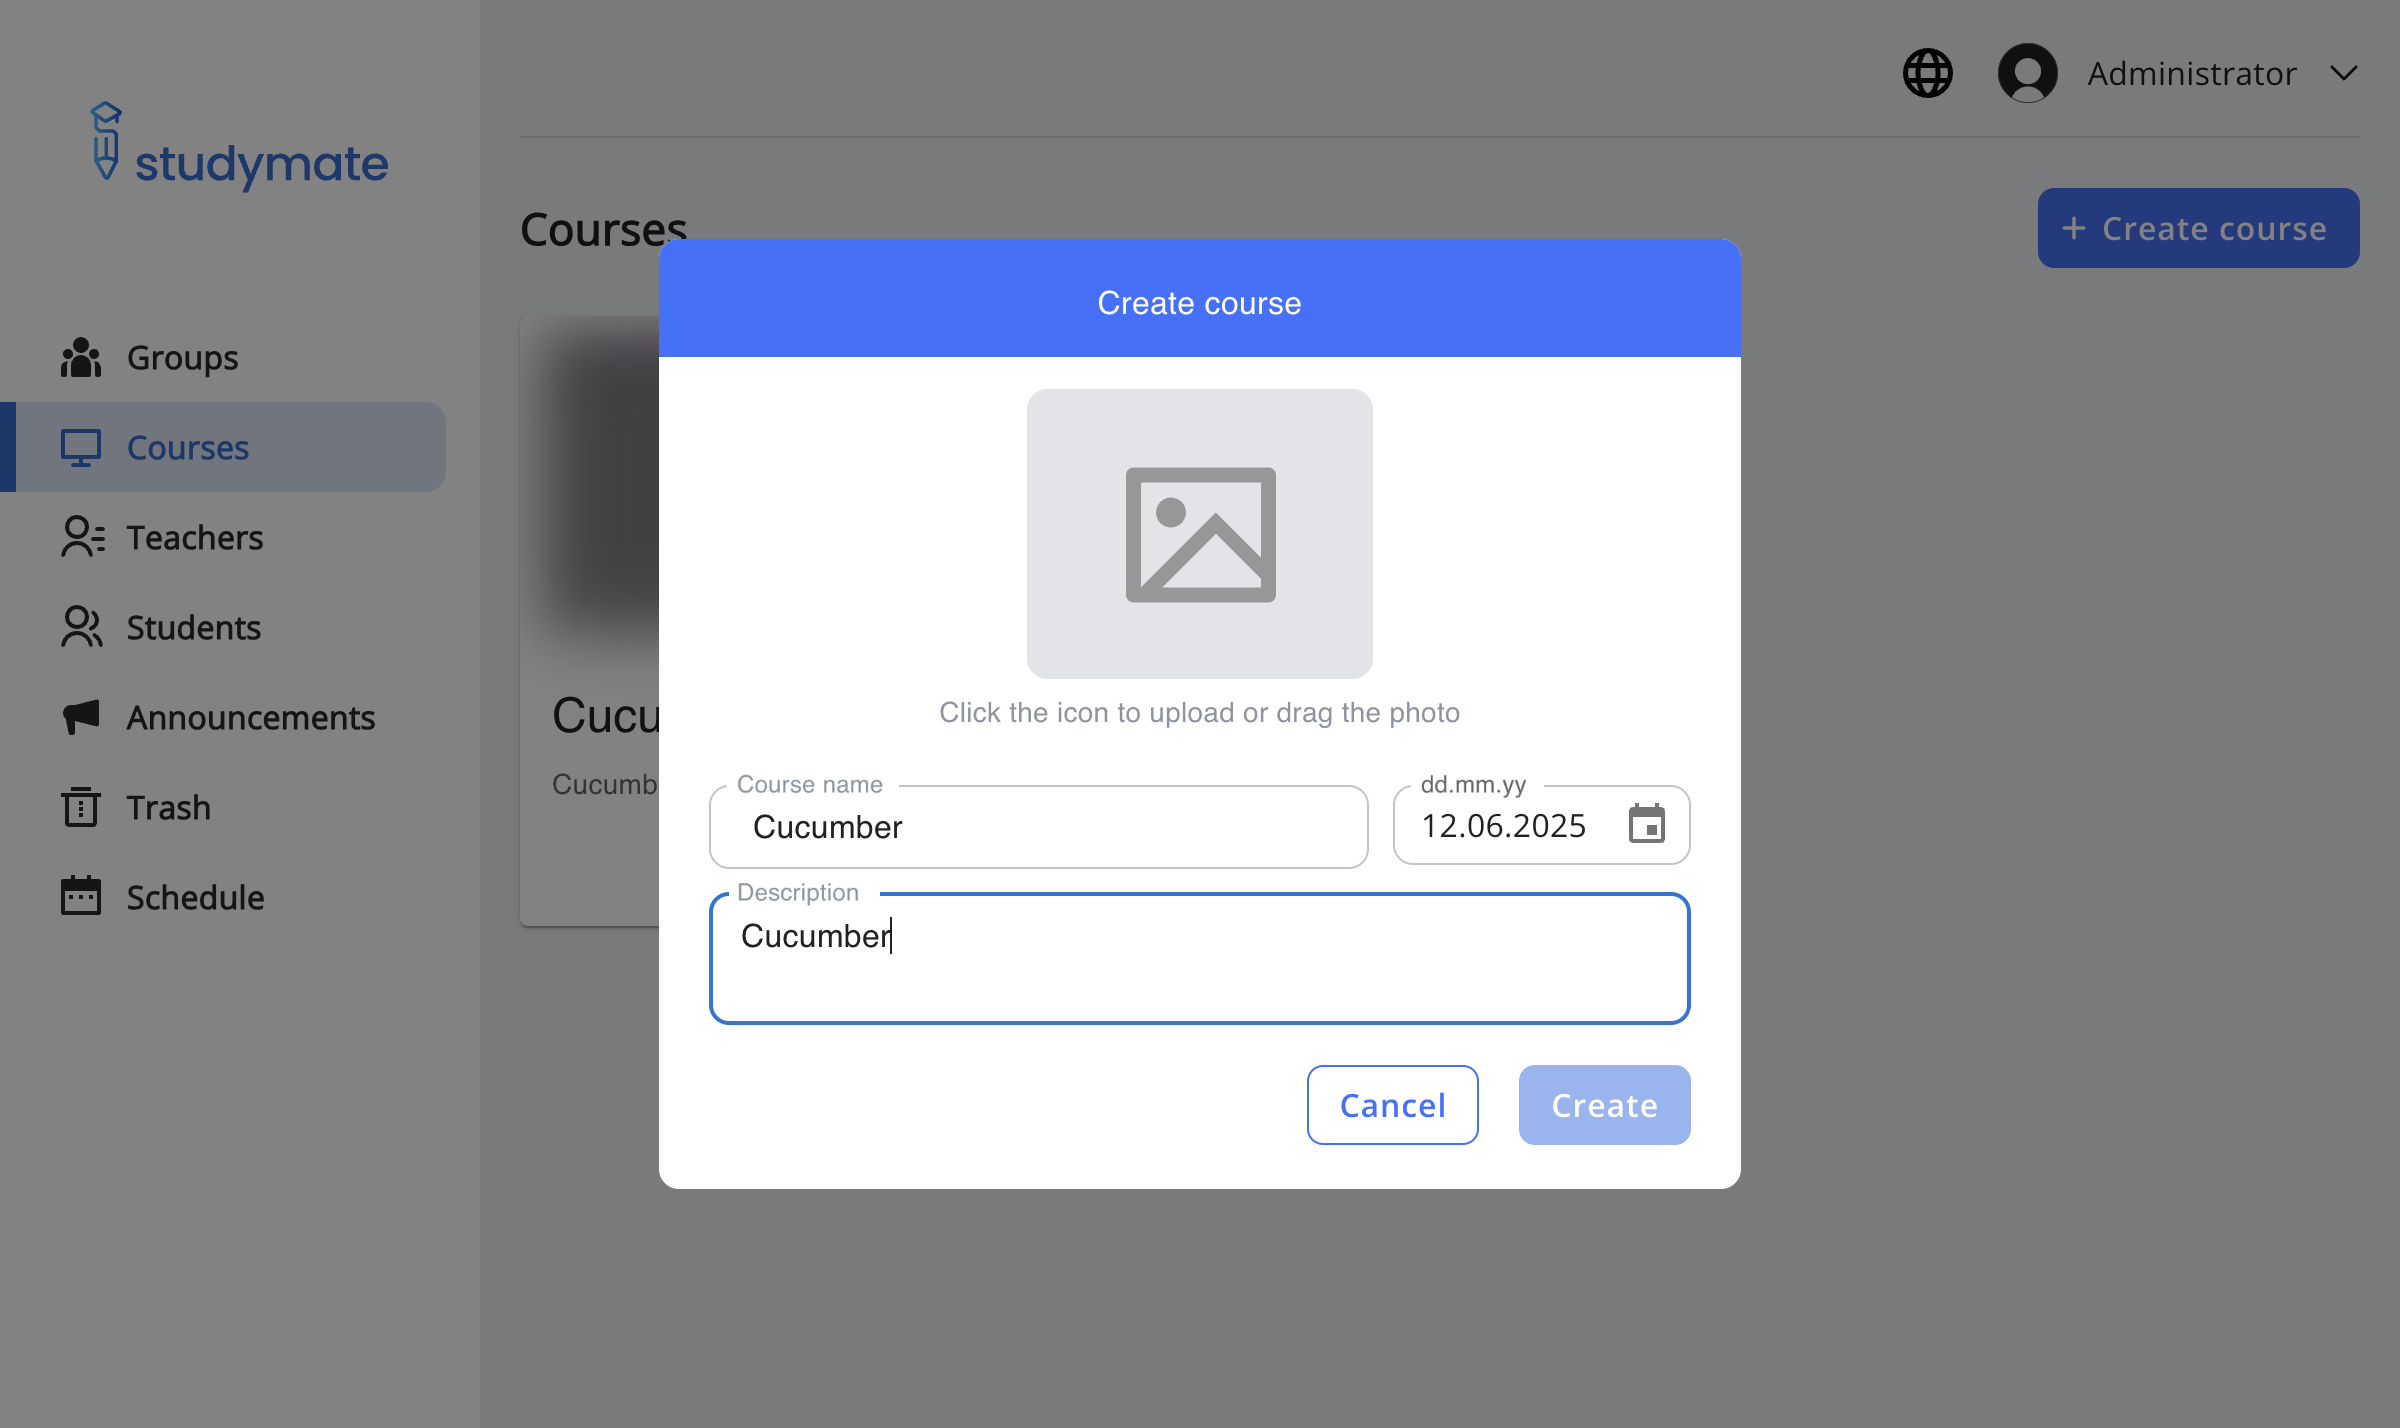 studymate
Administrator
Groups
Courses
Teachers
Students
Announcements
Trash
Schedule
Courses
+ Create course
Cucu
Cucumb
Create course
Click the icon to upload or drag the photo
Course name
Cucumber
dd.mm.yy
12.06.2025
Description
Cucumber
Cancel
Create